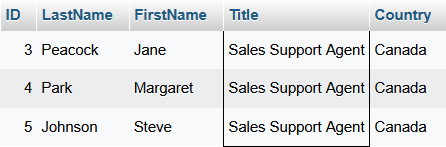 ID LastName FirstName Title Country
3 Peacock Jane Sales Support Agent Canada
4 Park Margaret Sales Support Agent Canada
5 Johnson Steve Sales Support Agent Canada